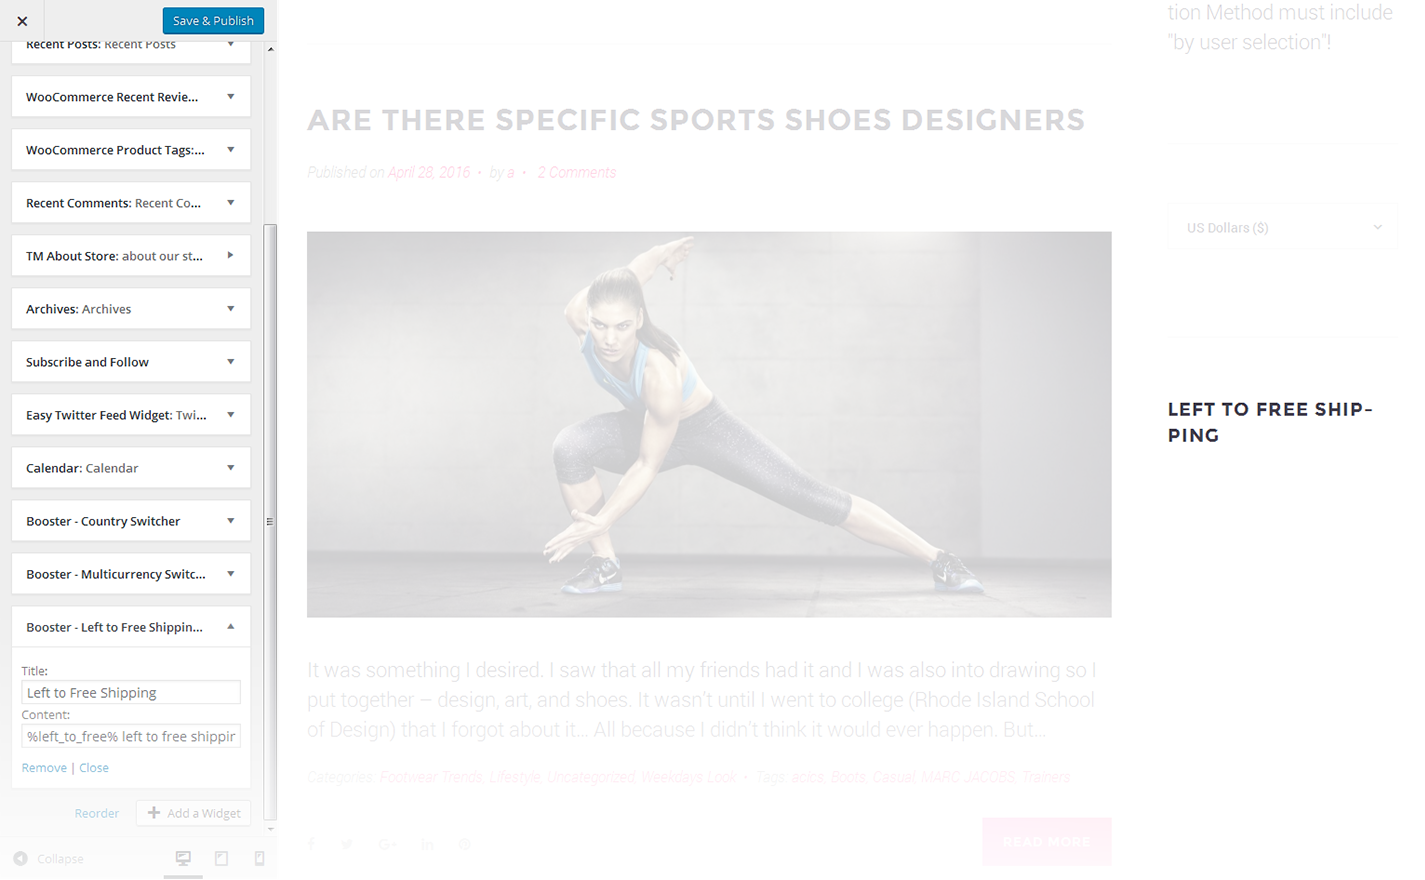 Save & Publish
Recent Posts: Recent Posts
WooCommerce Recent Revie...
WooCommerce Product Tags:...
Recent Comments: Recent Co...
TM About Store: about our st...
Archives: Archives
Subscribe and Follow
Easy Twitter Feed Widget: Twi...
Calendar: Calendar
Booster - Country Switcher
Booster - Multicurrency Switc...
Booster - Left to Free Shippin...
Title:
Left to Free Shipping
Content:
%left_to_free% left to free shippir
Remove | Close
Reorder
Add a Widget
Collapse
ARE THERE SPECIFIC SPORTS SHOES DESIGNERS
Published on April 28, 2016 • by a • 2 Comments
It was something I desired. I saw that all my friends had it and I was also into drawing so I
put together – design, art, and shoes. It wasn’t until I went to college (Rhode Island School
of Design) that I forgot about it... All because I didn’t think it would ever happen. But...
Categories: Footwear Trends, Lifestyle, Uncategorized, Weekdays Look • Tags: asics, Boots, Casual, MARC JACOBS, Trainers
READ MORE
tion Method must include
"by user selection"!
US Dollars ($)
LEFT TO FREE SHIP-
PING